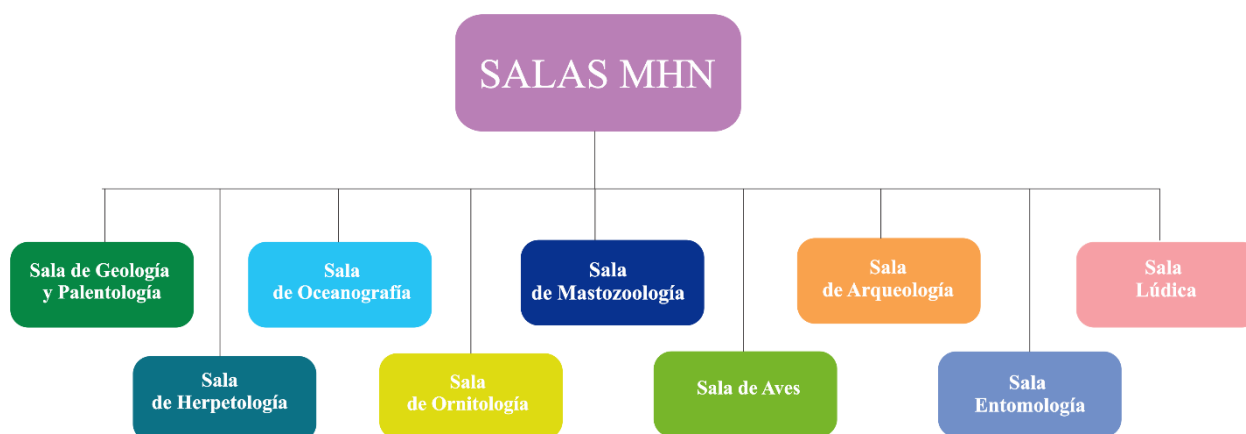 SALAS MHN
Sala de Geología
y Palentología
Sala
de Oceanografía
Sala
de Mastozoología
Sala
de Arqueología
Sala
Lúdica
Sala
de Herpetología
Sala
de Ornitología
Sala de Aves
Sala
Entomología